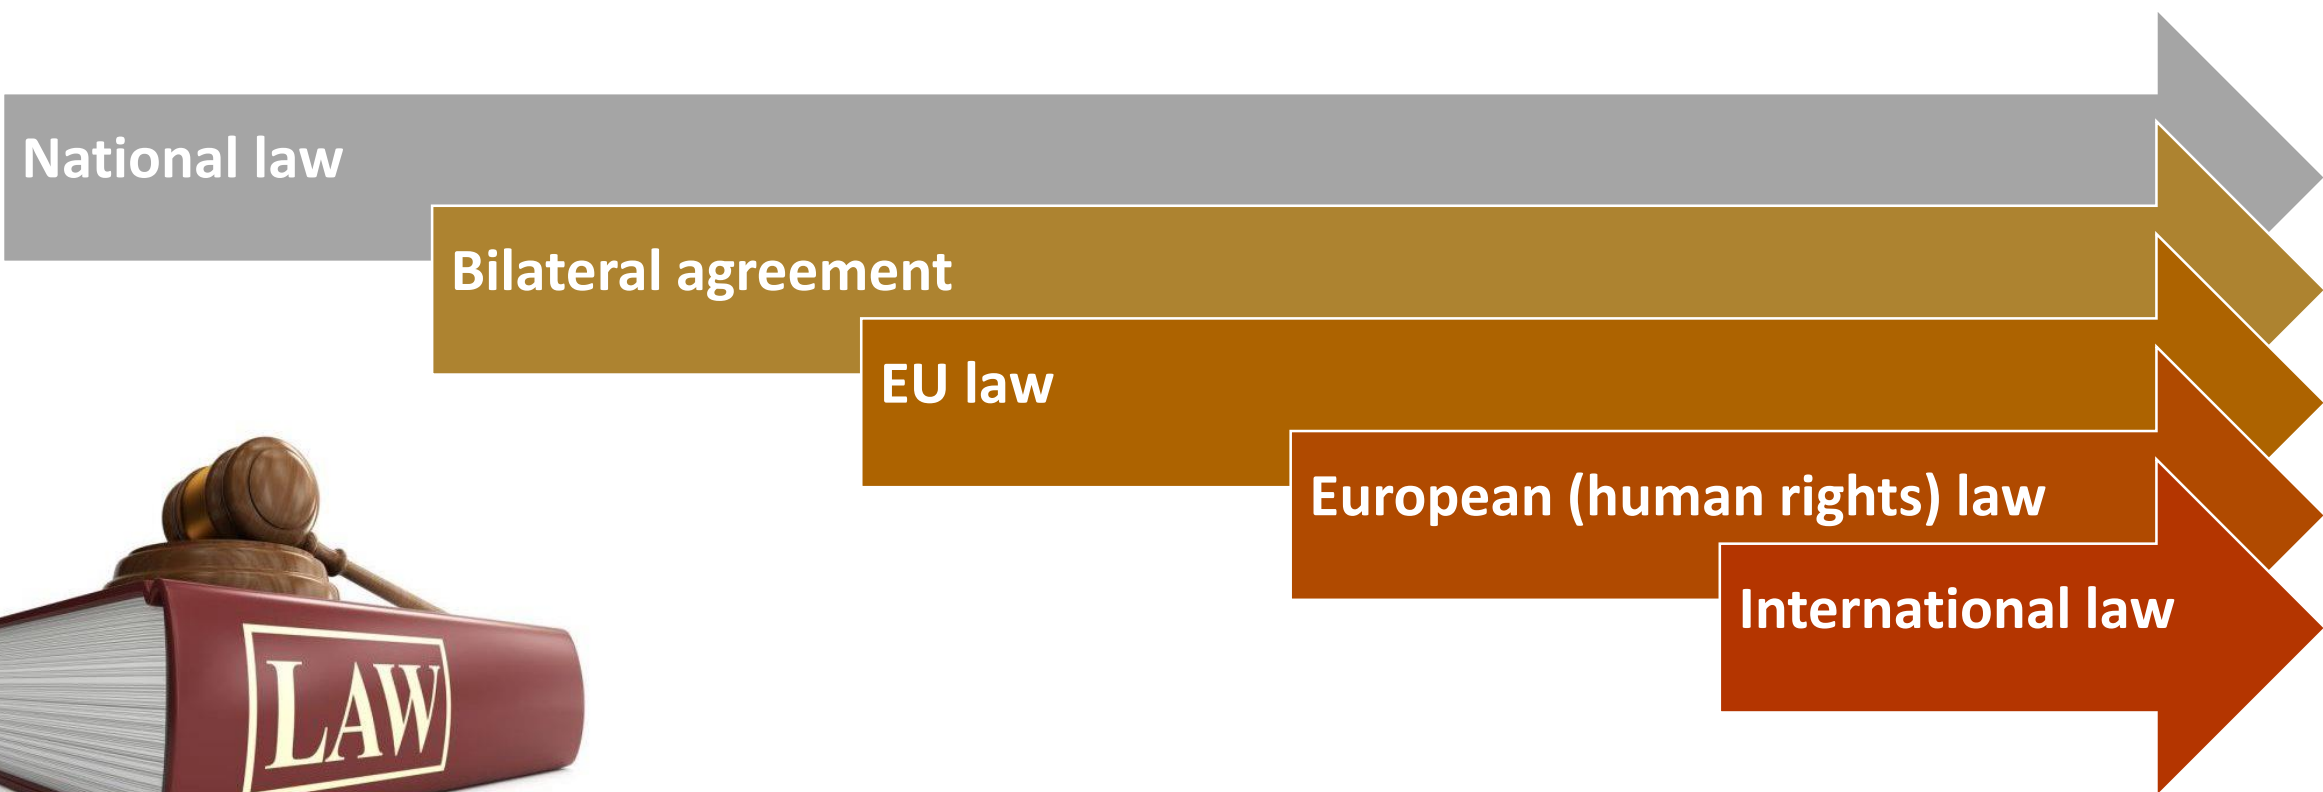 National law
Bilateral agreement
EU law
European (human rights) law
International law
LAW